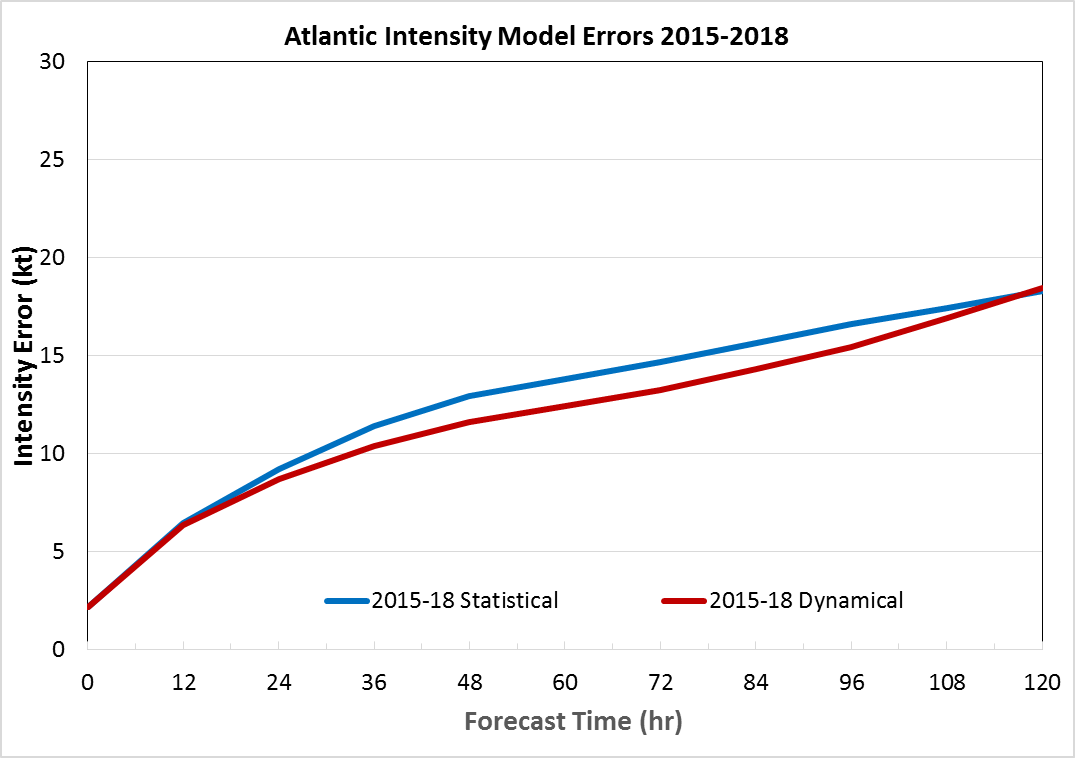 Atlantic Intensity Model Errors 2015-2018
30
25
20
15
10
5
0
Intensity Error (kt)
2015-18 Statistical 2015-18 Dynamical
0 12 24 36 48 60 72 84 96 108 120
Forecast Time (hr)